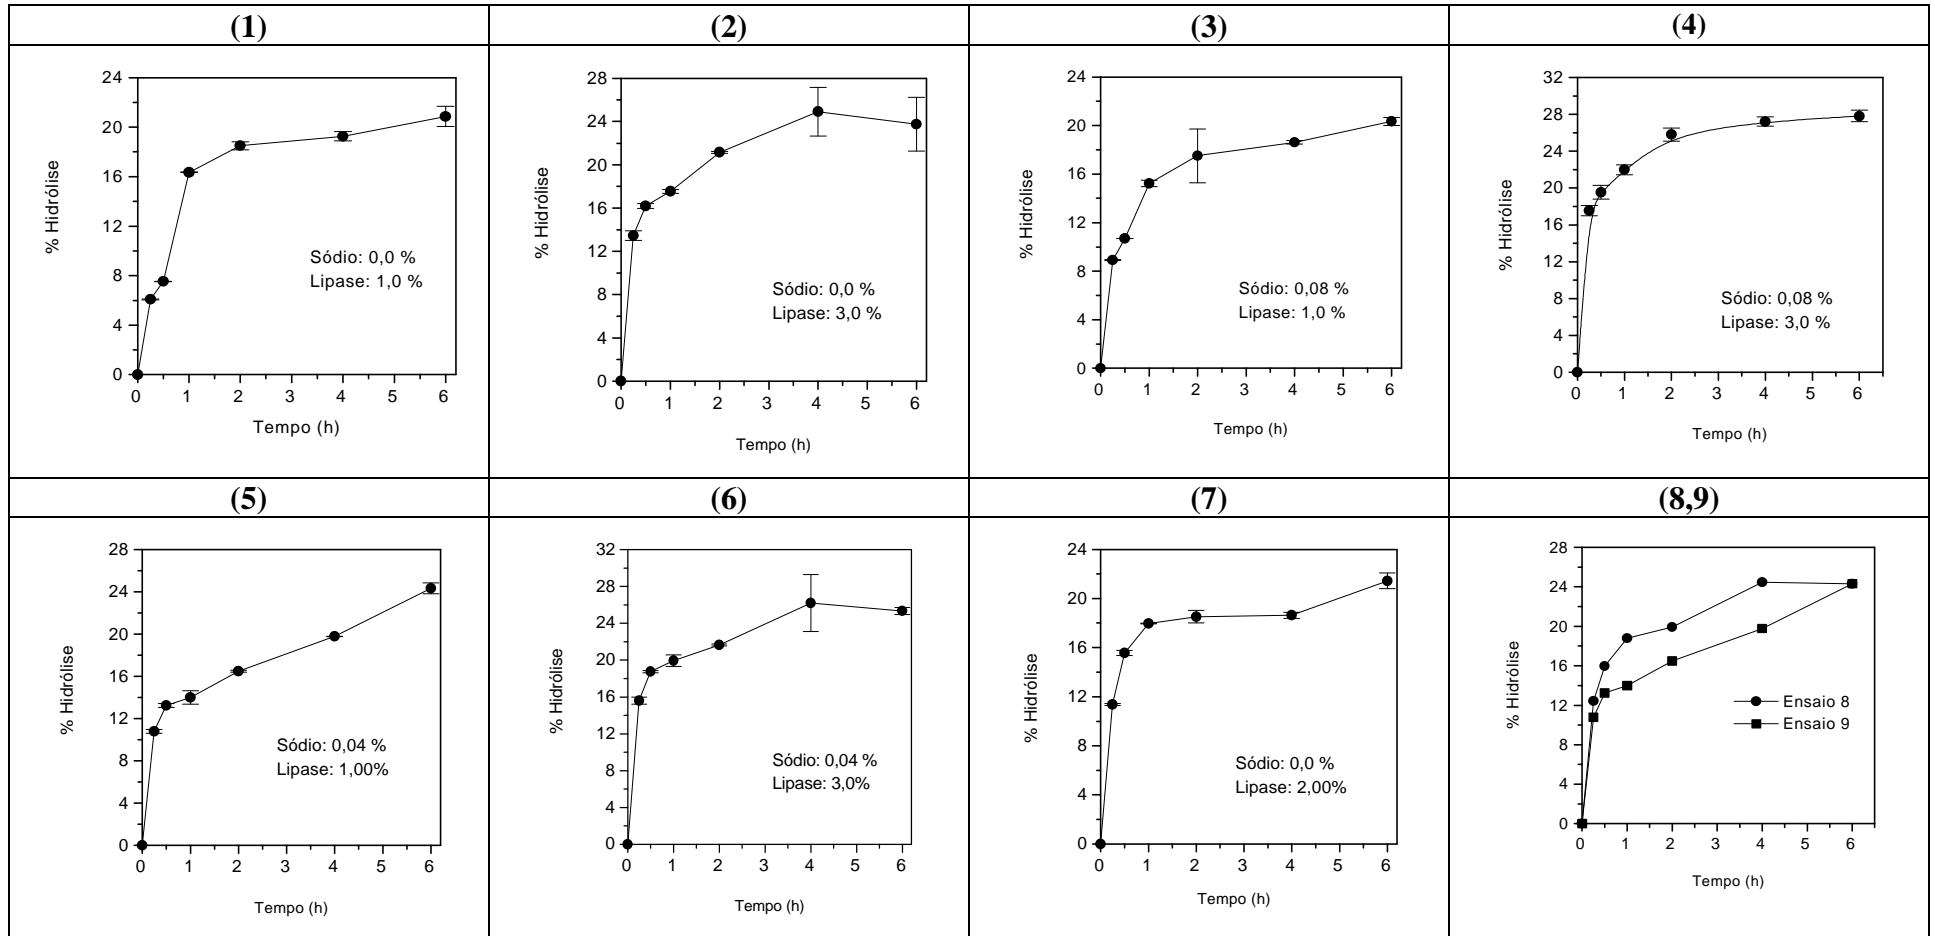 (1)
(2)
(3)
(4)
24
20
16
12
8
4
0
% Hidrólise
Sódio: 0,0 %
Lipase: 1,0 %
0 1 2 3 4 5 6
Tempo (h)
28
24
20
16
12
8
4
0
% Hidrólise
Sódio: 0,0 %
Lipase: 3,0 %
0 1 2 3 4 5 6
Tempo (h)
24
20
16
12
8
4
0
% Hidrólise
Sódio: 0,08 %
Lipase: 1,0 %
0 1 2 3 4 5 6
Tempo (h)
32
28
24
20
16
12
8
4
0
% Hidrólise
Sódio: 0,08 %
Lipase: 3,0 %
0 1 2 3 4 5 6
Tempo (h)
(5)
(6)
(7)
(8,9)
28
24
20
16
12
8
4
0
% Hidrólise
Sódio: 0,04 %
Lipase: 1,00%
0 1 2 3 4 5 6
Tempo (h)
32
28
24
20
16
12
8
4
0
% Hidrólise
Sódio: 0,04 %
Lipase: 3,0%
0 1 2 3 4 5 6
Tempo (h)
24
20
16
12
8
4
0
% Hidrólise
Sódio: 0,0 %
Lipase: 2,00%
0 1 2 3 4 5 6
Tempo (h)
28
24
20
16
12
8
4
0
% Hidrólise
Ensaio 8
Ensaio 9
0 1 2 3 4 5 6
Tempo (h)